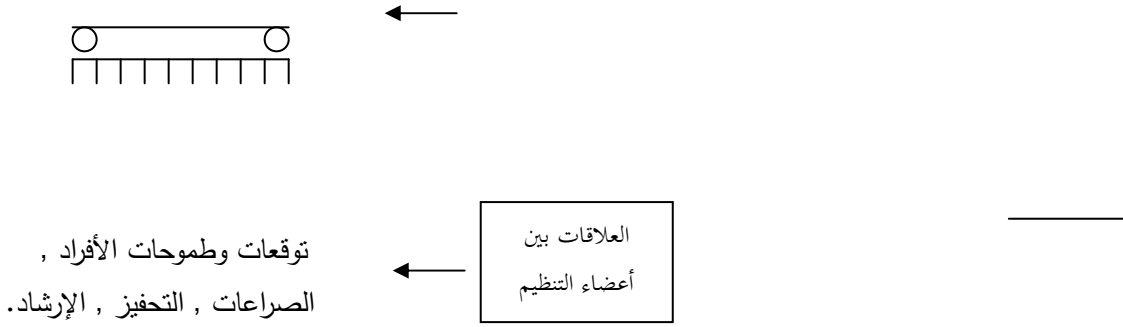 العلاقات بين
أعضاء التنظيم
توقعات وطموحات الأفراد ,
الصراعات , التحفيز , الإرشاد.